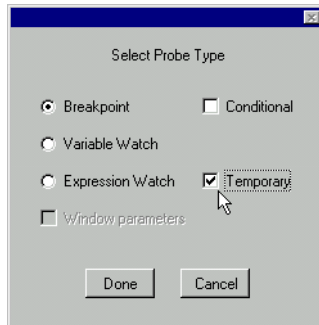 Select Probe Type
Breakpoint Conditional
Variable Watch
Expression Watch Temporary
Window parameters
Done Cancel